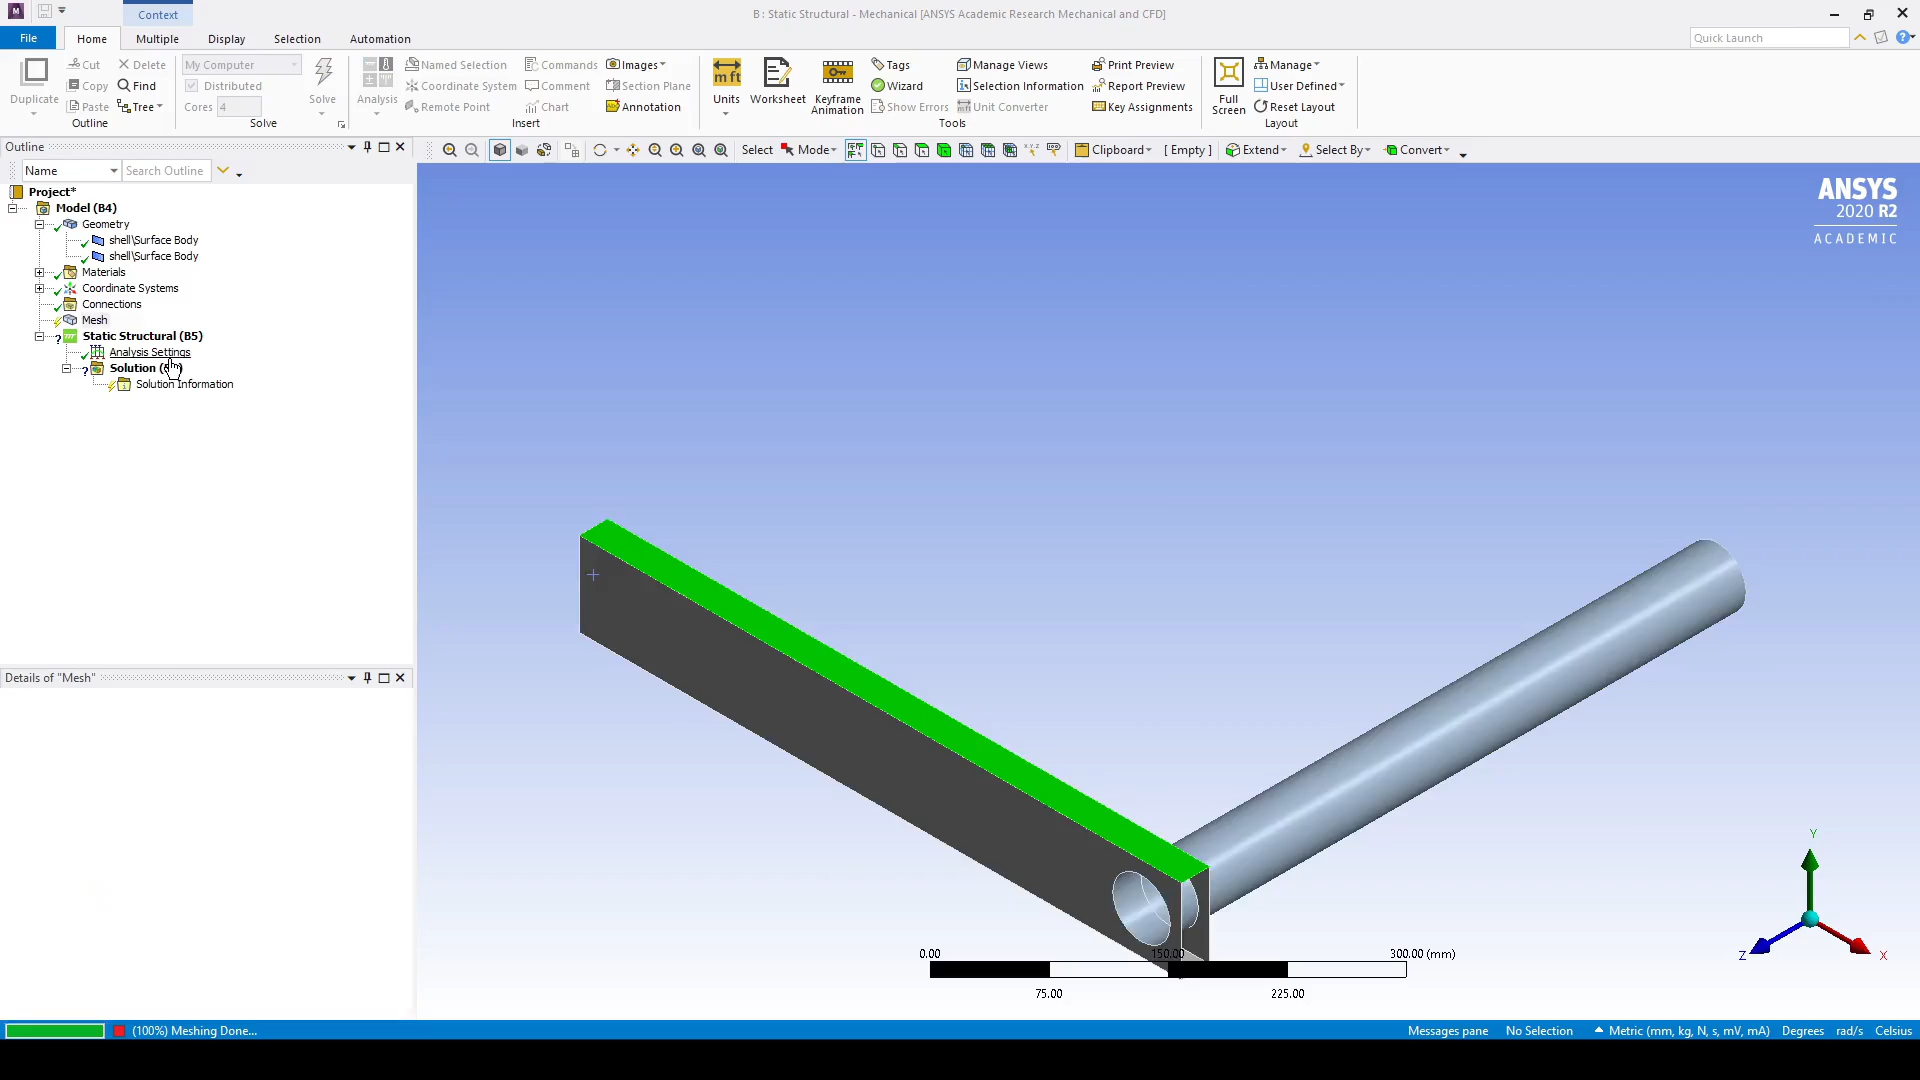 Context
B : Static Structural - Mechanical [ANSYS Academic Research Mechanical and CFD]
File Home Multiple Display Selection Automation
Quick Launch
Duplicate
Cut
Copy
Paste
Delete
Find
Tree
Outline
My Computer
Distributed
Cores 4
Solve
Solve
Analysis
Named Selection
Coordinate System
Remote Point
Commands
Comment
Chart
Images
Section Plane
Annotation
Insert
m ft
Units
Worksheet
Keyframe
Animation
Tags
Wizard
Show Errors
Manage Views
Selection Information
Unit Converter
Print Preview
Report Preview
Key Assignments
Tools
Full
Screen
Manage
User Defined
Reset Layout
Layout
Outline
Select Mode Clipboard [ Empty ] Extend Select By Convert
Name
Search Outline
Project*
Model (B4)
Geometry
shell\Surface Body
shell\Surface Body
Materials
Coordinate Systems
Connections
Mesh
Static Structural (B5)
Analysis Settings
Solution
Solution Information
Details of "Mesh"
ANSYS
2020 R2
ACADEMIC
0.00 150.00 300.00 (mm)
75.00 225.00
Y
Z
X
(100%) Meshing Done...
Messages pane No Selection Metric (mm, kg, N, s, mV, mA) Degrees rad/s Celsius